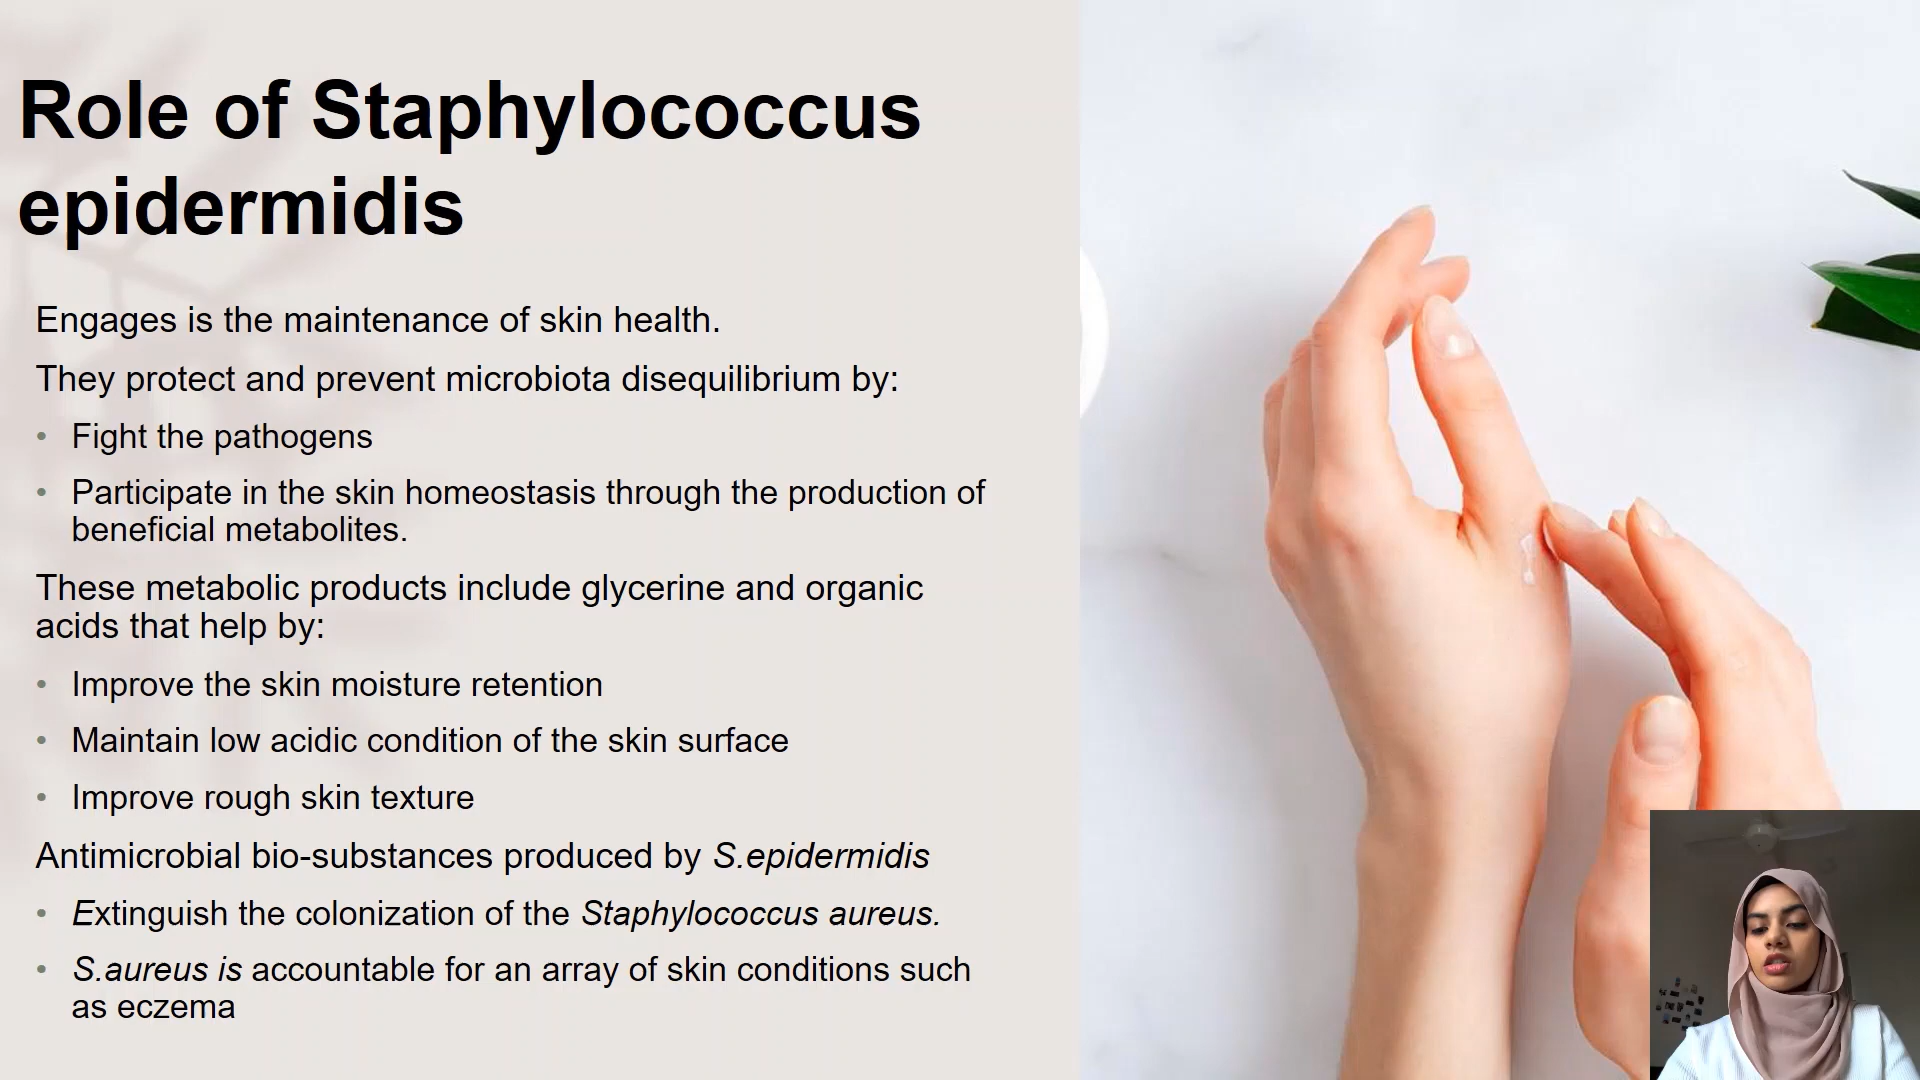 Role of Staphylococcus
epidermidis
Engages is the maintenance of skin health.
They protect and prevent microbiota disequilibrium by:
• Fight the pathogens
• Participate in the skin homeostasis through the production of
beneficial metabolites.
These metabolic products include glycerine and organic
acids that help by:
• Improve the skin moisture retention
• Maintain low acidic condition of the skin surface
• Improve rough skin texture
Antimicrobial bio-substances produced by S.epidermidis
• Extinguish the colonization of the Staphylococcus aureus.
• S.aureus is accountable for an array of skin conditions such
as eczema